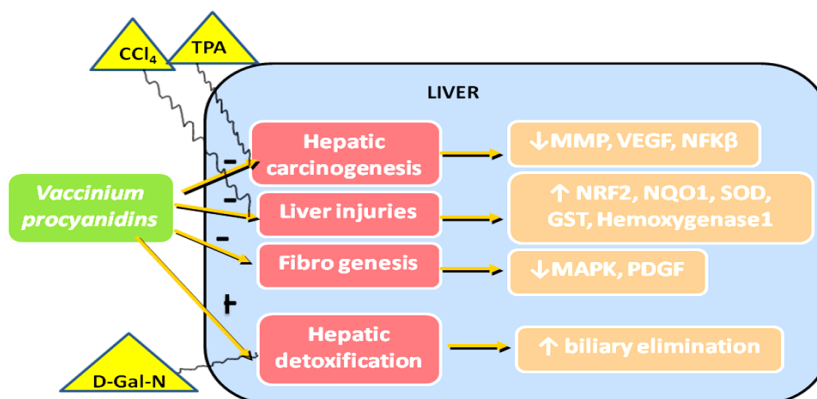 CCl₄
TPA
LIVER
Hepatic
carcinogenesis
↓MMP, VEGF, NFKβ
-
Vaccinium
procyanidins
-
Liver injuries
↑ NRF2, NQO1, SOD,
GST, Hemoxygenase1
-
Fibro genesis
↓MAPK, PDGF
+
Hepatic
detoxification
↑ biliary elimination
D-Gal-N